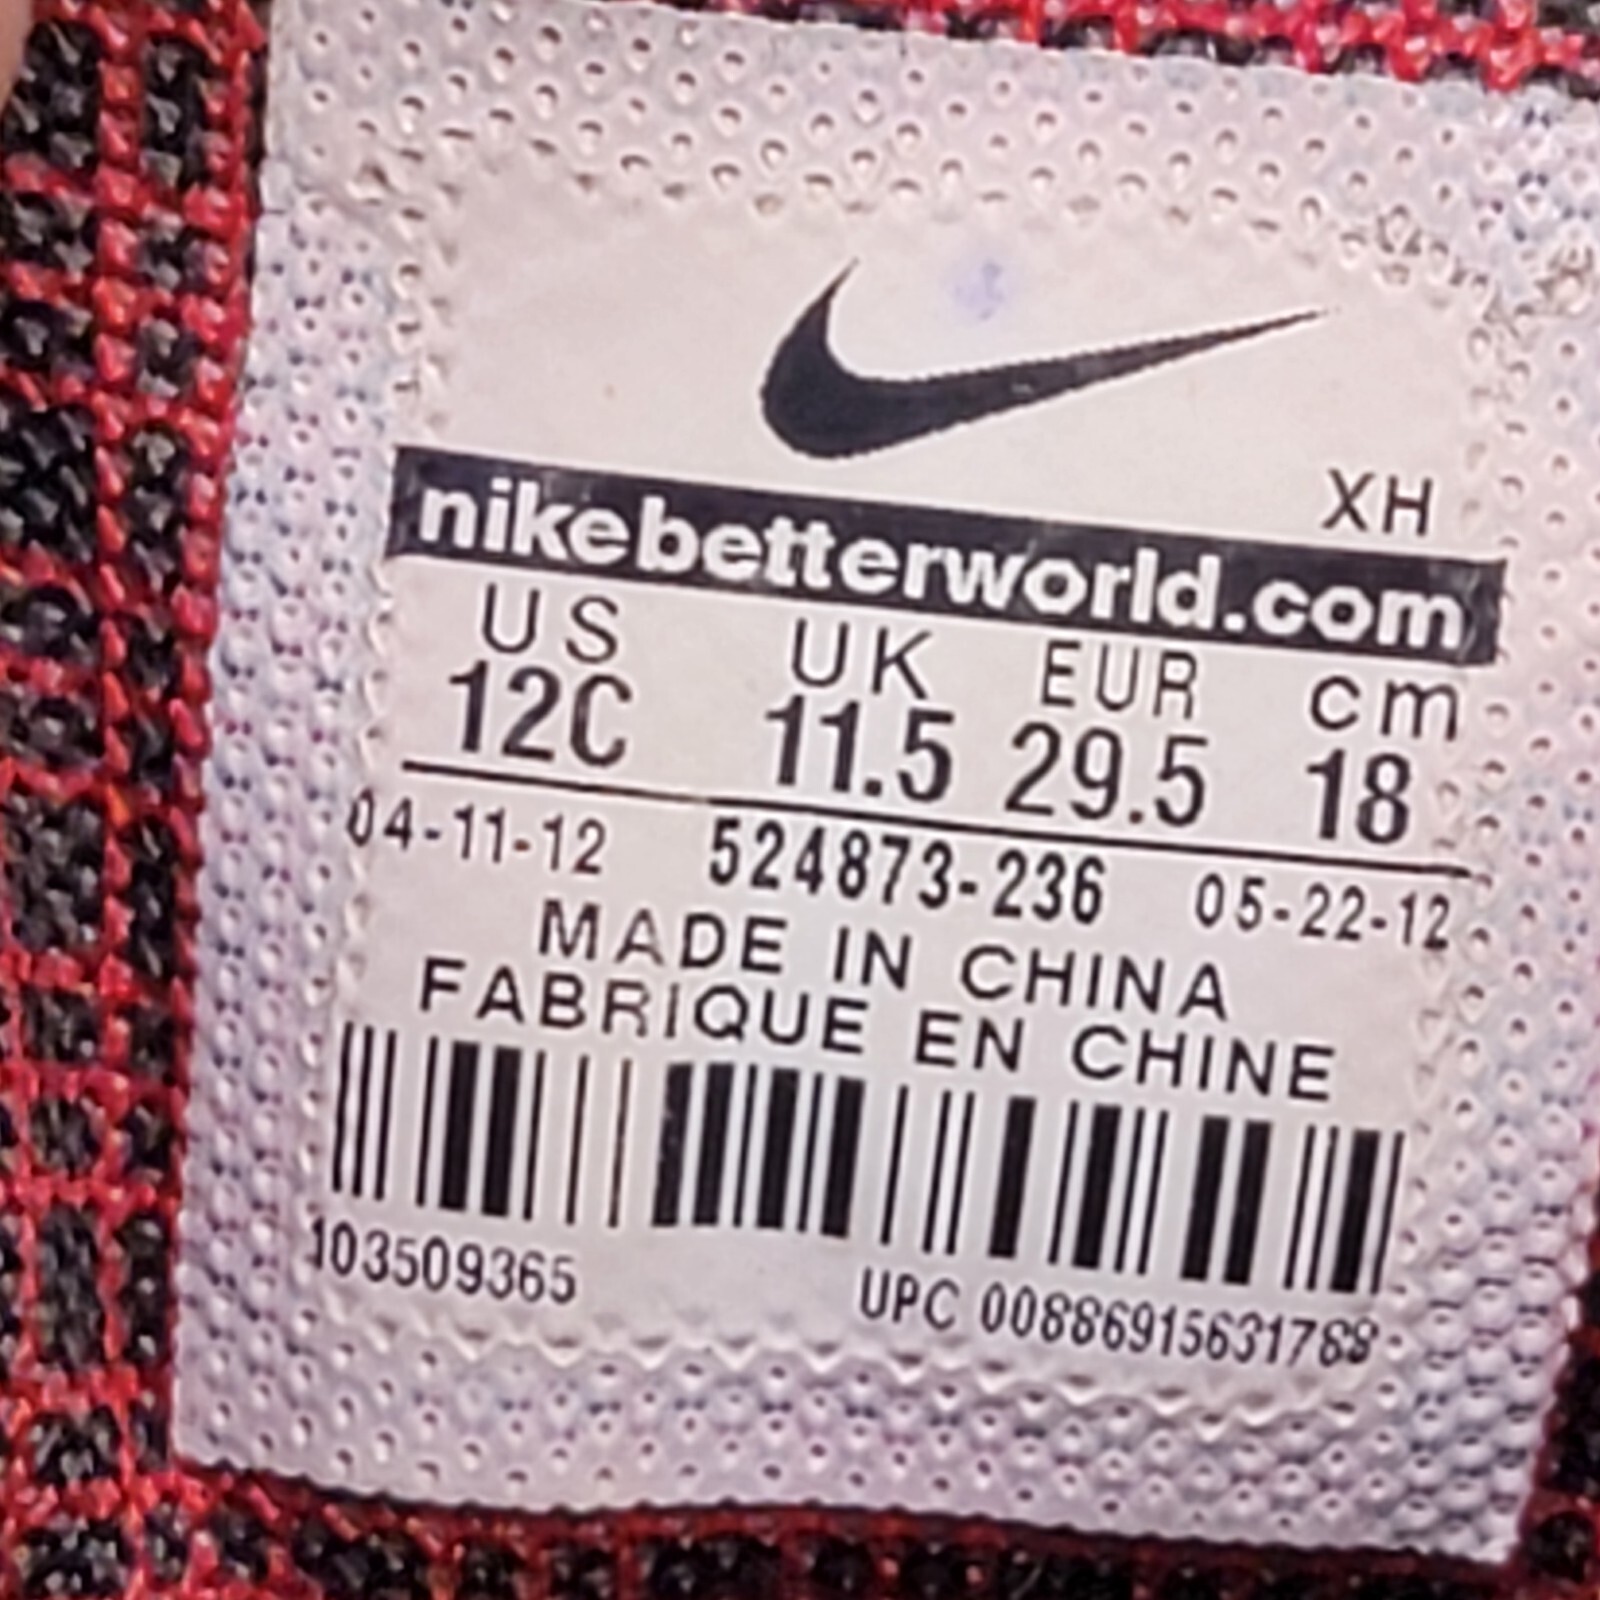 XH
nikebetterworld.com
US UK EUR cm
12C 11.5 29.5 18
04-11-12 524873-236 05-22-12
MADE IN CHINA
FABRIQUE EN CHINE
103509365
UPC 00886915631768